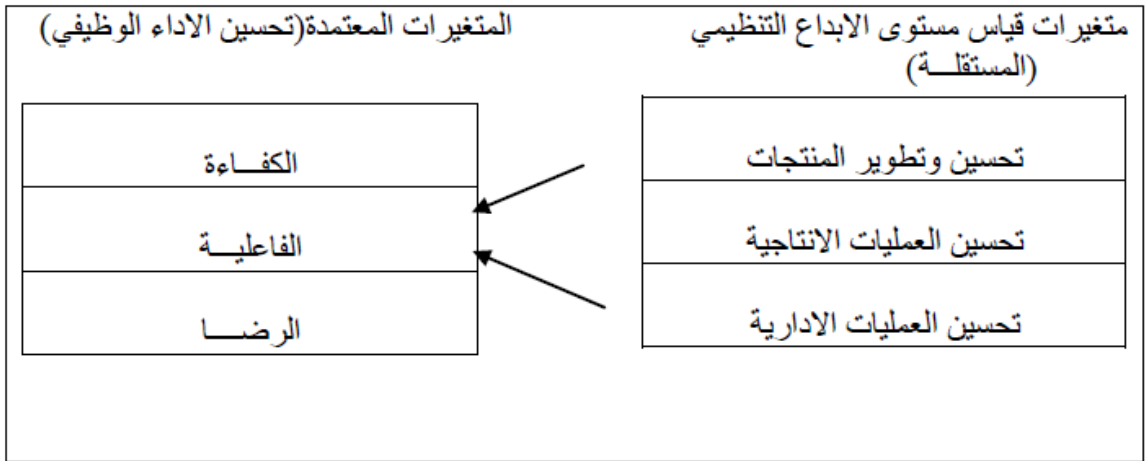 متغيرات قياس مستوى الابداع التنظيمي
(المستقلـــة)
المتغيرات المعتمدة(تحسين الاداء الوظيفي)
تحسين وتطوير المنتجات
تحسين العمليات الانتاجية
تحسين العمليات الادارية
الكفـــاءة
الفاعليـــة
الرضـــــا